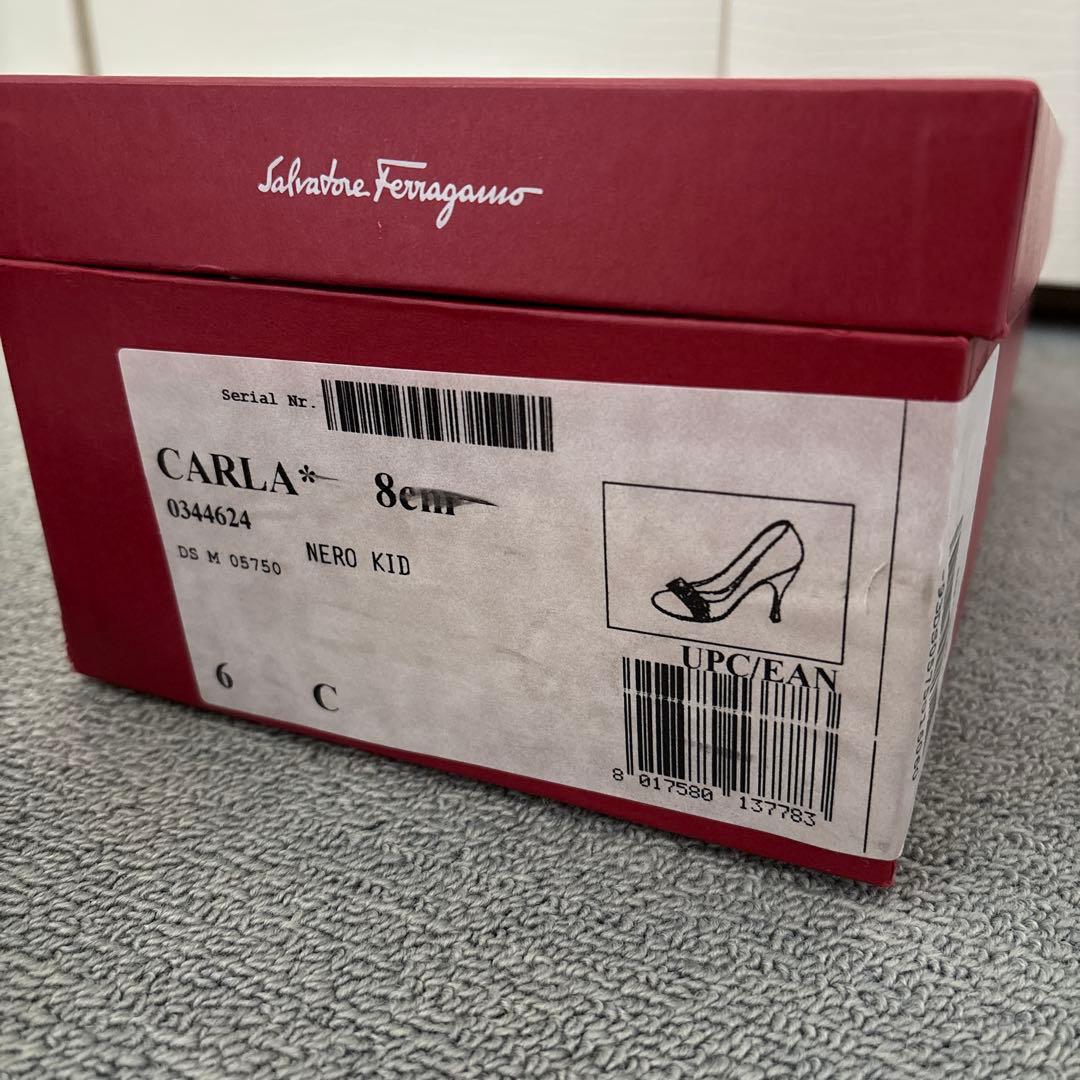 Salvatore Ferragamo
Serial Nr.
CARLA* 8cm
0344624
DS M 05750 NERO KID
6 C
UPC/EAN
8 017580 137783